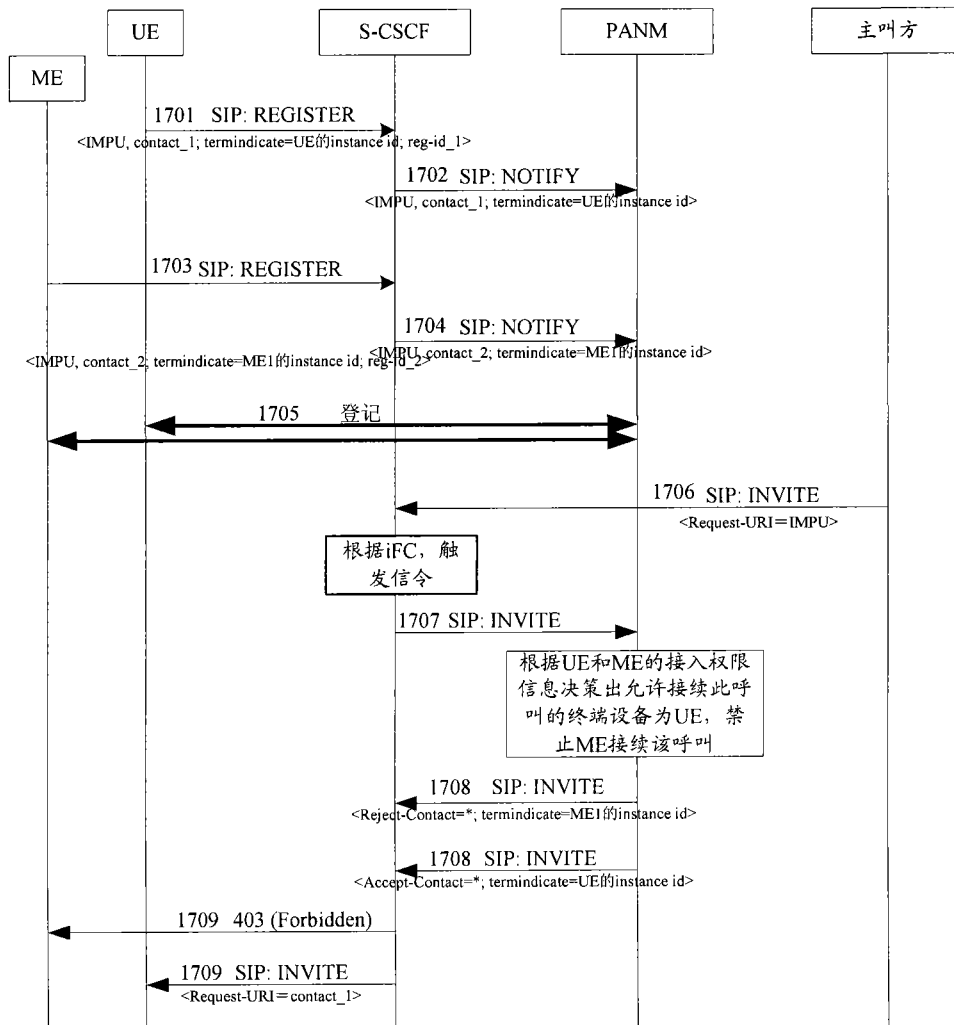 UE
S-CSCF
PANM
主叫方
ME
1701 SIP: REGISTER
<IMPU, contact_1; termindicate=UE的instance id; reg-id_1>
1702 SIP: NOTIFY
<IMPU, contact_1; termindicate=UE的instance id>
1703 SIP: REGISTER
1704 SIP: NOTIFY
<IMPU, contact_2; termindicate=ME1的instance id>
<IMPU, contact_2; termindicate=ME1的instance id; reg-id_2>
1705 登记
1706 SIP: INVITE
<Request-URI=IMPU>
根据iFC，触
发信令
1707 SIP: INVITE
根据UE和ME的接入权限
信息决策出允许接续此呼
叫的终端设备为UE，禁
止ME接续该呼叫
1708 SIP: INVITE
<Reject-Contact=*; termindicate=ME1的instance id>
1708 SIP: INVITE
<Accept-Contact=*; termindicate=UE的instance id>
1709 403 (Forbidden)
1709 SIP: INVITE
<Request-URI=contact_1>